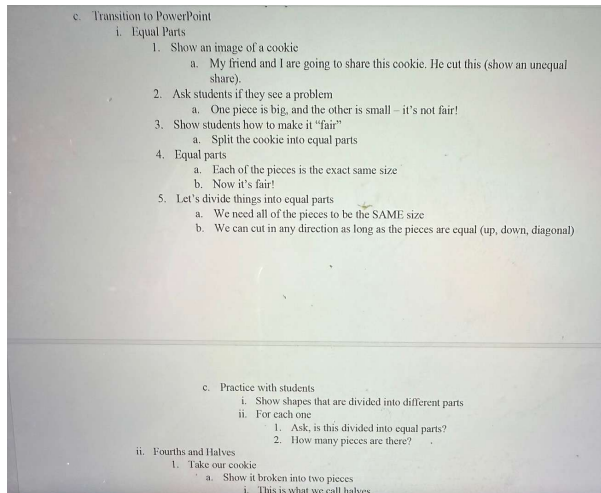 c. Transition to PowerPoint
i. Equal Parts
1. Show an image of a cookie
a. My friend and I are going to share this cookie. He cut this (show an unequal
share).
2. Ask students if they see a problem
a. One piece is big, and the other is small – it's not fair!
3. Show students how to make it "fair"
a. Split the cookie into equal parts
4. Equal parts
a. Each of the pieces is the exact same size
b. Now it's fair!
5. Let's divide things into equal parts
a. We need all of the pieces to be the SAME size
b. We can cut in any direction as long as the pieces are equal (up, down, diagonal)
c. Practice with students
i. Show shapes that are divided into different parts
ii. For each one
1. Ask, is this divided into equal parts?
2. How many pieces are there?
ii. Fourths and Halves
1. Take our cookie
a. Show it broken into two pieces
i. This is what we call halves